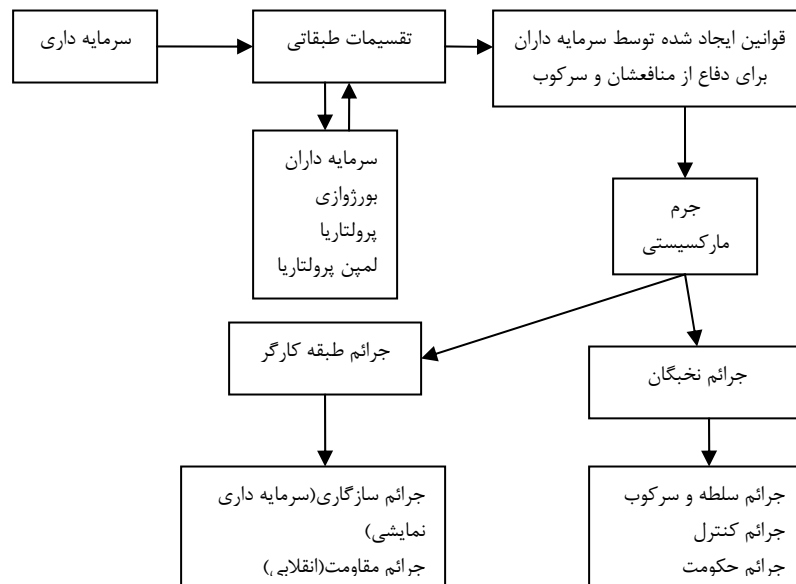 سرمایه داری
تقسیمات طبقاتی
قوانین ایجاد شده توسط سرمایه داران
برای دفاع از منافعشان و سرکوب
سرمایه داران
بورژوازی
پرولتاریا
لمپن پرولتاریا
جرم
مارکسیستی
جرائم طبقه کارگر
جرائم نخبگان
جرائم سازگاری(سرمایه داری
نمایشی)
جرائم مقاومت(انقلابی)
جرائم سلطه و سرکوب
جرائم کنترل
جرائم حکومت